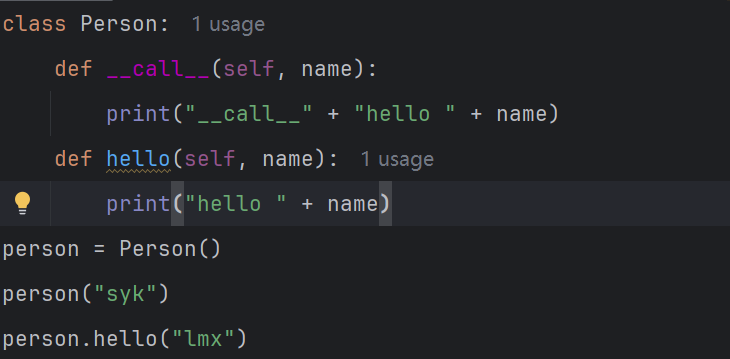 class Person: 1 usage
    def __call__(self, name):
        print("__call__" + "hello " + name)
    def hello(self, name): 1 usage
        print("hello " + name)
person = Person()
person("syk")
person.hello("lmx")